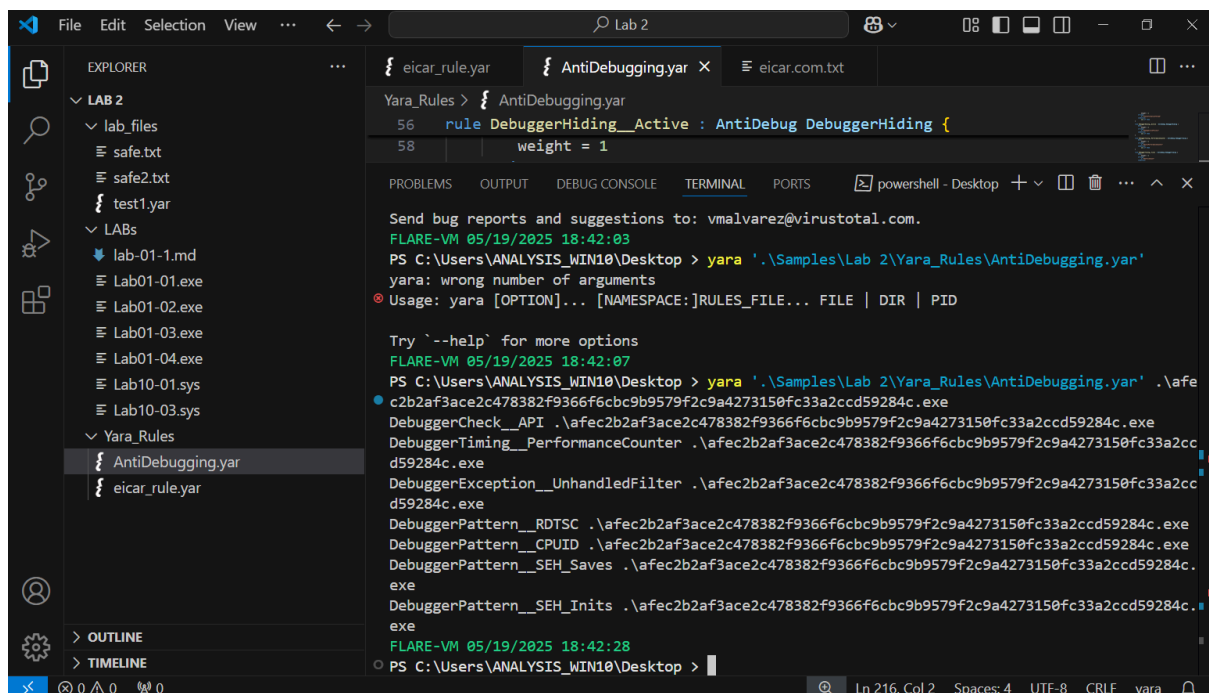 File Edit Selection View ··· ← → Lab 2
EXPLORER ···
LAB 2
lab_files
safe.txt
safe2.txt
test1.yar
LABs
lab-01-1.md
Lab01-01.exe
Lab01-02.exe
Lab01-03.exe
Lab01-04.exe
Lab10-01.sys
Lab10-03.sys
Yara_Rules
AntiDebugging.yar
eicar_rule.yar
OUTLINE
TIMELINE
eicar_rule.yar AntiDebugging.yar × eicar.com.txt ···
Yara_Rules > AntiDebugging.yar
56 rule DebuggerHiding__Active : AntiDebug DebuggerHiding {
58 weight = 1
PROBLEMS OUTPUT DEBUG CONSOLE TERMINAL PORTS powershell - Desktop ···
Send bug reports and suggestions to: vmalvarez@virustotal.com.
FLARE-VM 05/19/2025 18:42:03
PS C:\Users\ANALYSIS_WIN10\Desktop > yara '.\Samples\Lab 2\Yara_Rules\AntiDebugging.yar'
yara: wrong number of arguments
Usage: yara [OPTION]... [NAMESPACE:]RULES_FILE... FILE | DIR | PID
Try `--help` for more options
FLARE-VM 05/19/2025 18:42:07
PS C:\Users\ANALYSIS_WIN10\Desktop > yara '.\Samples\Lab 2\Yara_Rules\AntiDebugging.yar' .\afe
c2b2af3ace2c478382f9366f6cbc9b9579f2c9a4273150fc33a2ccd59284c.exe
DebuggerCheck__API .\afec2b2af3ace2c478382f9366f6cbc9b9579f2c9a4273150fc33a2ccd59284c.exe
DebuggerTiming__PerformanceCounter .\afec2b2af3ace2c478382f9366f6cbc9b9579f2c9a4273150fc33a2cc
d59284c.exe
DebuggerException__UnhandledFilter .\afec2b2af3ace2c478382f9366f6cbc9b9579f2c9a4273150fc33a2cc
d59284c.exe
DebuggerPattern__RDTSC .\afec2b2af3ace2c478382f9366f6cbc9b9579f2c9a4273150fc33a2ccd59284c.exe
DebuggerPattern__CPUID .\afec2b2af3ace2c478382f9366f6cbc9b9579f2c9a4273150fc33a2ccd59284c.exe
DebuggerPattern__SEH_Saves .\afec2b2af3ace2c478382f9366f6cbc9b9579f2c9a4273150fc33a2ccd59284c.
exe
DebuggerPattern__SEH_Inits .\afec2b2af3ace2c478382f9366f6cbc9b9579f2c9a4273150fc33a2ccd59284c.
exe
FLARE-VM 05/19/2025 18:42:28
PS C:\Users\ANALYSIS_WIN10\Desktop >
0 0 0 Ln 216, Col 2 Spaces: 4 UTF-8 CRLF yara